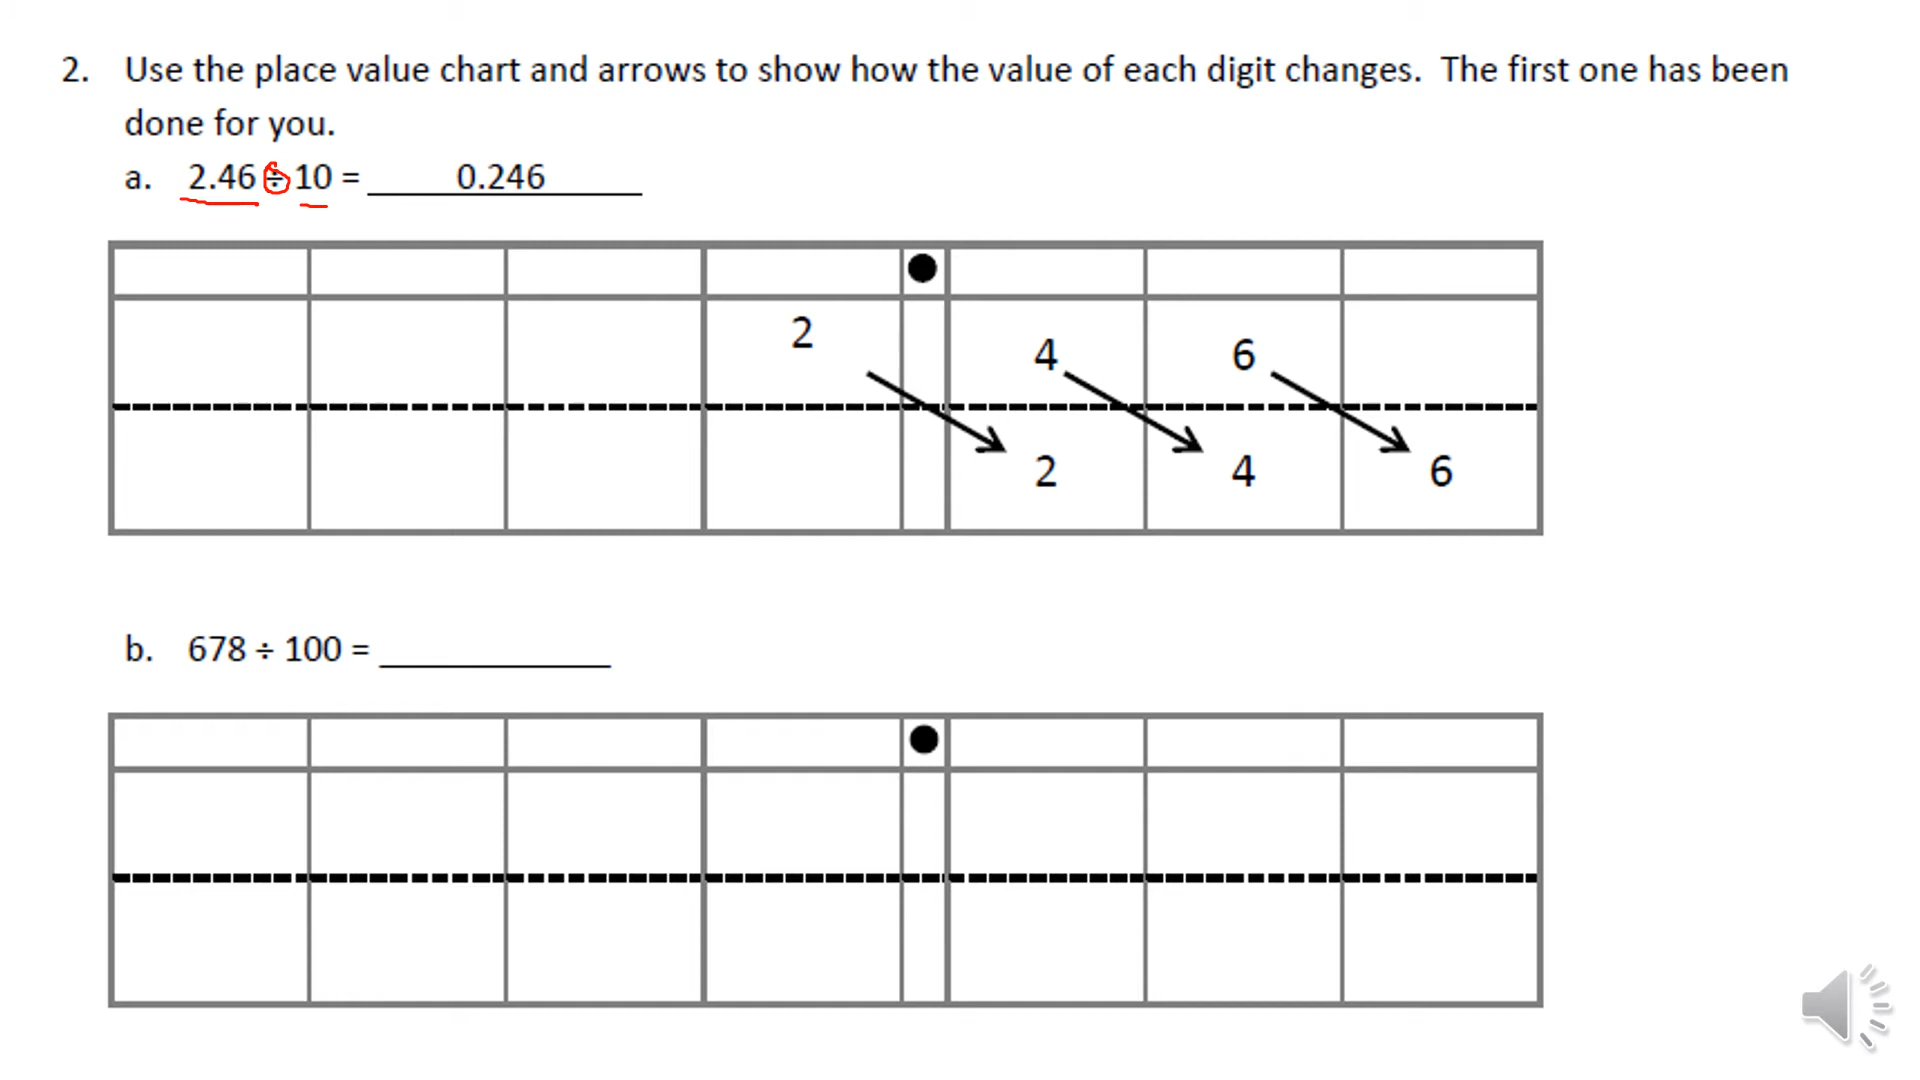 2. Use the place value chart and arrows to show how the value of each digit changes. The first one has been
done for you.
a. 2.46 ÷ 10 = 0.246
2 4 6
2 4 6
b. 678 ÷ 100 = ____________